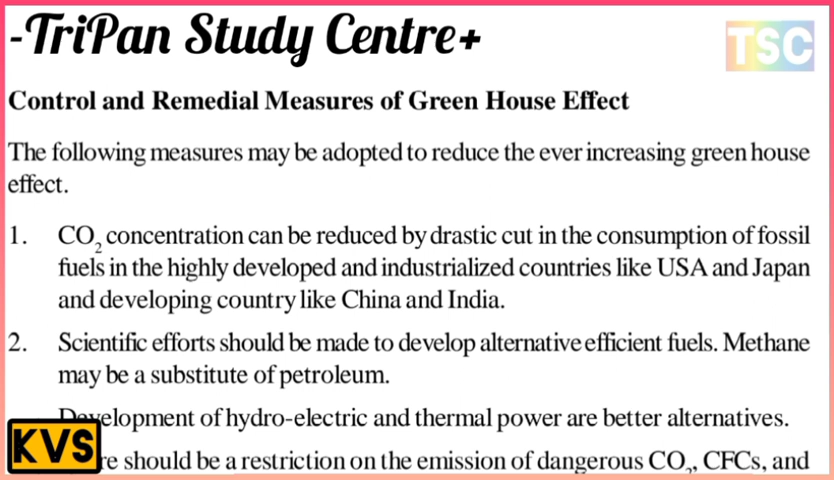 -TriPan Study Centre+
TSC
Control and Remedial Measures of Green House Effect
The following measures may be adopted to reduce the ever increasing green house
effect.
1. CO₂ concentration can be reduced by drastic cut in the consumption of fossil
fuels in the highly developed and industrialized countries like USA and Japan
and developing country like China and India.
2. Scientific efforts should be made to develop alternative efficient fuels. Methane
may be a substitute of petroleum.
Development of hydro-electric and thermal power are better alternatives.
KVS
should be a restriction on the emission of dangerous CO₂, CFCs, and